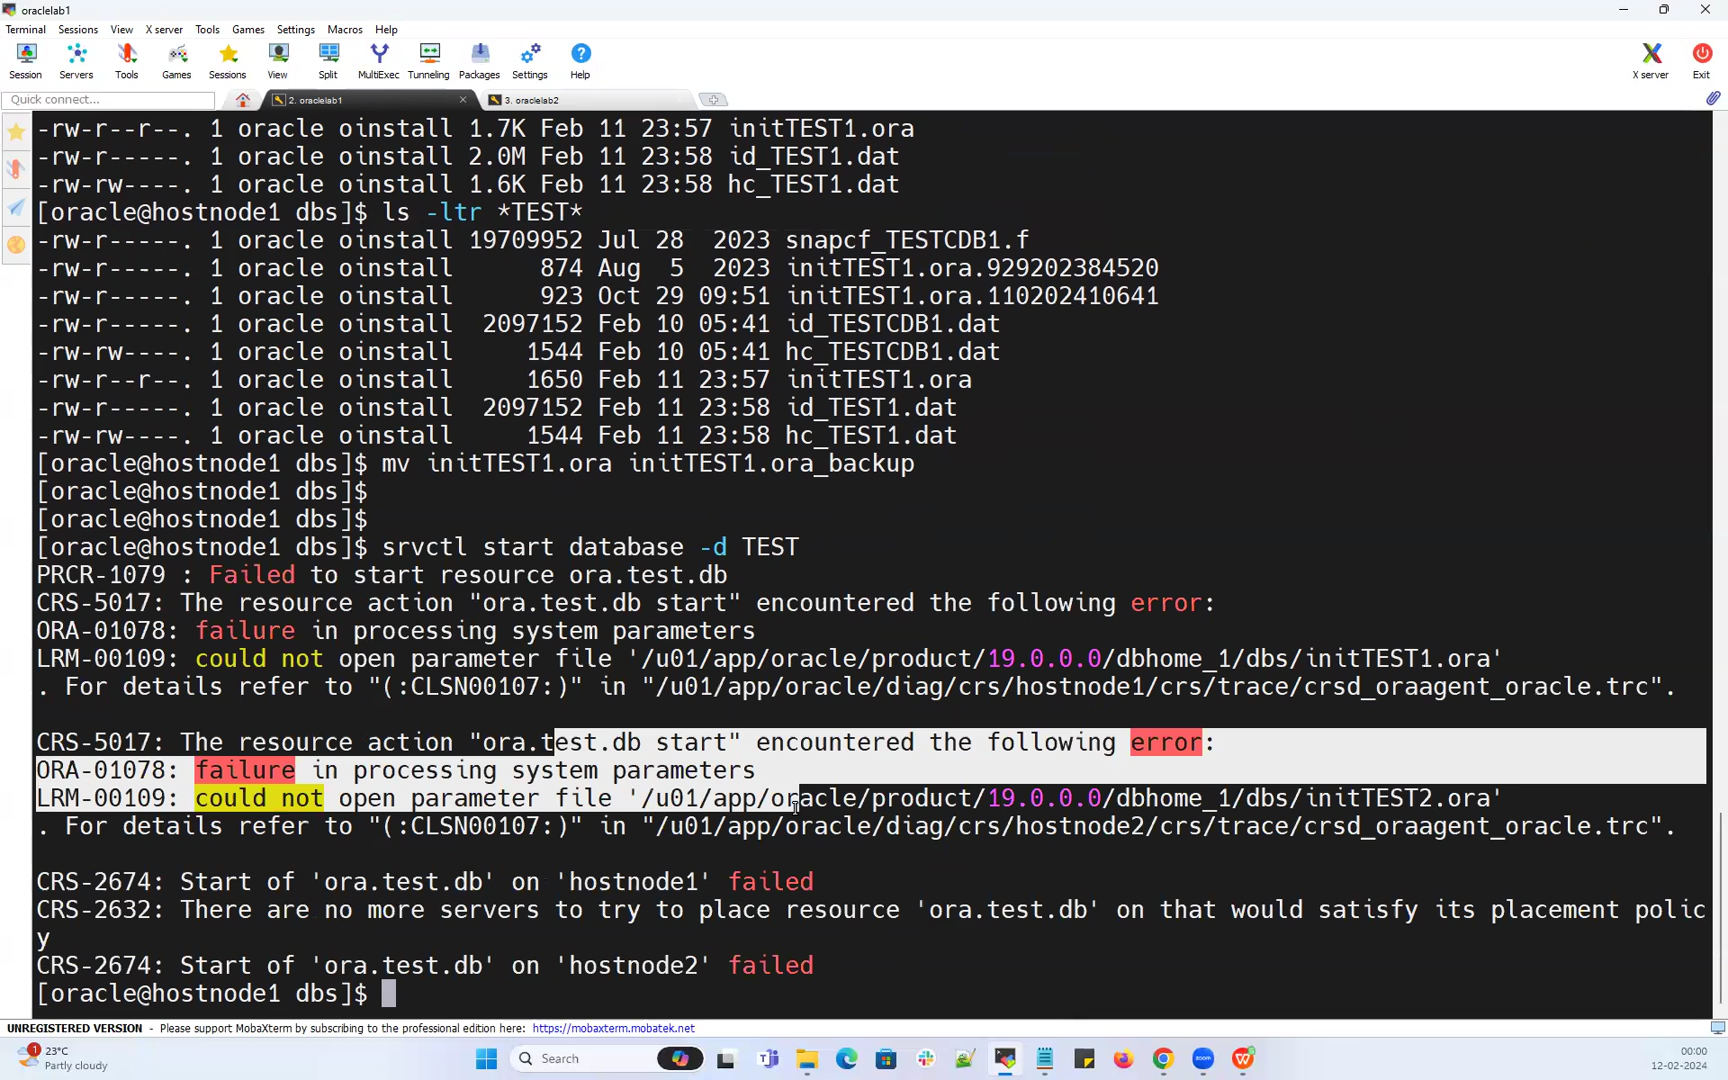 oraclelab1
Terminal Sessions View X server Tools Games Settings Macros Help
Session Servers Tools Games Sessions View Split MultiExec Tunneling Packages Settings Help X server Exit
Quick connect... 2. oraclelab1 3. oraclelab2
-rw-r--r--. 1 oracle oinstall 1.7K Feb 11 23:57 initTEST1.ora
-rw-r-----. 1 oracle oinstall 2.0M Feb 11 23:58 id_TEST1.dat
-rw-rw----. 1 oracle oinstall 1.6K Feb 11 23:58 hc_TEST1.dat
[oracle@hostnode1 dbs]$ ls -ltr *TEST*
-rw-r-----. 1 oracle oinstall 19709952 Jul 28  2023 snapcf_TESTCDB1.f
-rw-r-----. 1 oracle oinstall      874 Aug  5  2023 initTEST1.ora.929202384520
-rw-r-----. 1 oracle oinstall      923 Oct 29 09:51 initTEST1.ora.110202410641
-rw-r-----. 1 oracle oinstall  2097152 Feb 10 05:41 id_TESTCDB1.dat
-rw-rw----. 1 oracle oinstall     1544 Feb 10 05:41 hc_TESTCDB1.dat
-rw-r--r--. 1 oracle oinstall     1650 Feb 11 23:57 initTEST1.ora
-rw-r-----. 1 oracle oinstall  2097152 Feb 11 23:58 id_TEST1.dat
-rw-rw----. 1 oracle oinstall     1544 Feb 11 23:58 hc_TEST1.dat
[oracle@hostnode1 dbs]$ mv initTEST1.ora initTEST1.ora_backup
[oracle@hostnode1 dbs]$
[oracle@hostnode1 dbs]$
[oracle@hostnode1 dbs]$ srvctl start database -d TEST
PRCR-1079 : Failed to start resource ora.test.db
CRS-5017: The resource action "ora.test.db start" encountered the following error:
ORA-01078: failure in processing system parameters
LRM-00109: could not open parameter file '/u01/app/oracle/product/19.0.0.0/dbhome_1/dbs/initTEST1.ora'
. For details refer to "(:CLSN00107:)" in "/u01/app/oracle/diag/crs/hostnode1/crs/trace/crsd_oraagent_oracle.trc".
CRS-5017: The resource action "ora.test.db start" encountered the following error:
ORA-01078: failure in processing system parameters
LRM-00109: could not open parameter file '/u01/app/oracle/product/19.0.0.0/dbhome_1/dbs/initTEST2.ora'
. For details refer to "(:CLSN00107:)" in "/u01/app/oracle/diag/crs/hostnode2/crs/trace/crsd_oraagent_oracle.trc".
CRS-2674: Start of 'ora.test.db' on 'hostnode1' failed
CRS-2632: There are no more servers to try to place resource 'ora.test.db' on that would satisfy its placement polic
y
CRS-2674: Start of 'ora.test.db' on 'hostnode2' failed
[oracle@hostnode1 dbs]$
UNREGISTERED VERSION - Please support MobaXterm by subscribing to the professional edition here: https://mobaxterm.mobatek.net
1 23°C Search 00:00
Partly cloudy 12-02-2024